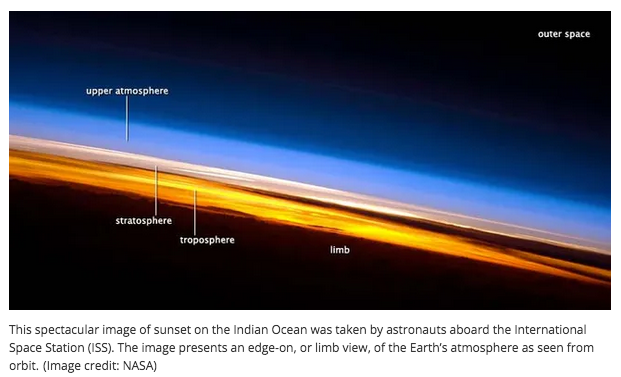 outer space
upper atmosphere
stratosphere
troposphere
limb
This spectacular image of sunset on the Indian Ocean was taken by astronauts aboard the International
Space Station (ISS). The image presents an edge-on, or limb view, of the Earth's atmosphere as seen from
orbit. (Image credit: NASA)